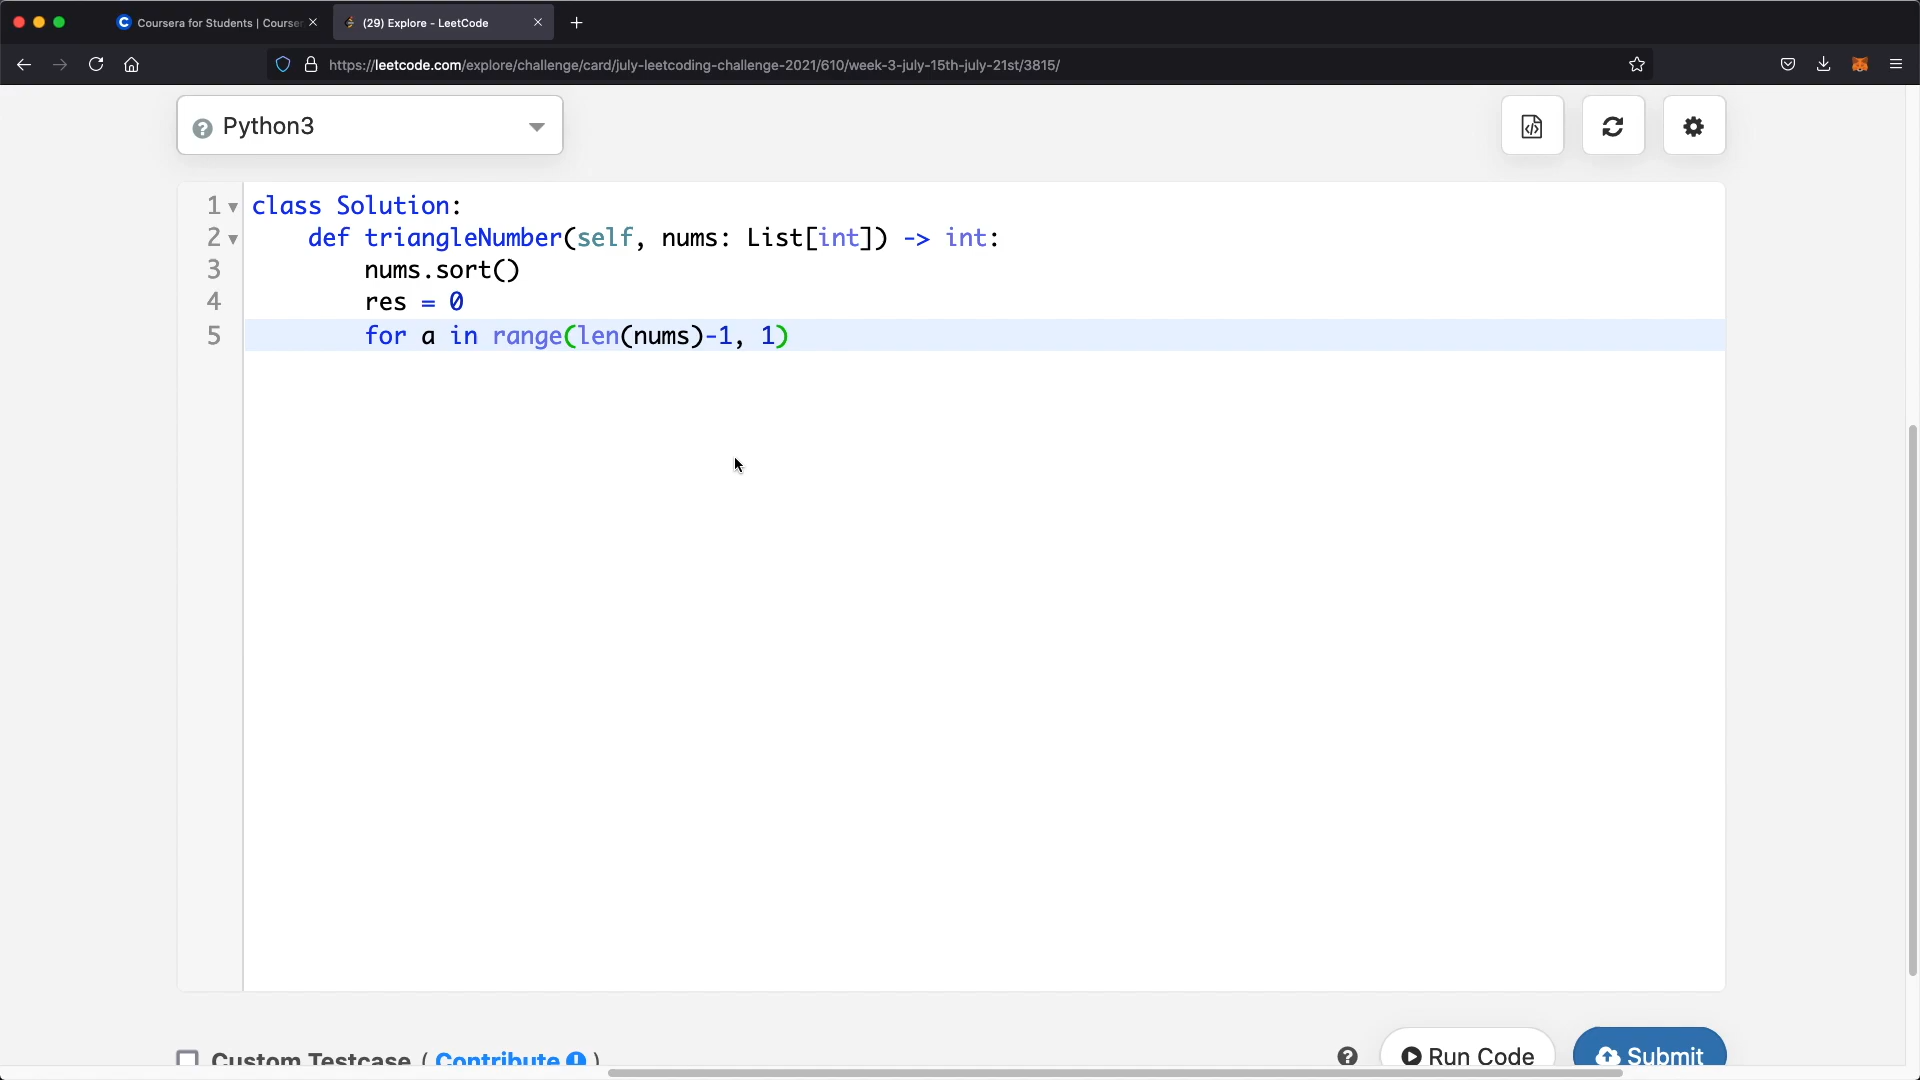 Coursera for Students | Courser
(29) Explore - LeetCode
https://leetcode.com/explore/challenge/card/july-leetcoding-challenge-2021/610/week-3-july-15th-july-21st/3815/
Python3
1 class Solution:
2 def triangleNumber(self, nums: List[int]) -> int:
3 nums.sort()
4 res = 0
5 for a in range(len(nums)-1, 1)
Custom Testcase ( Contribute )
Run Code
Submit